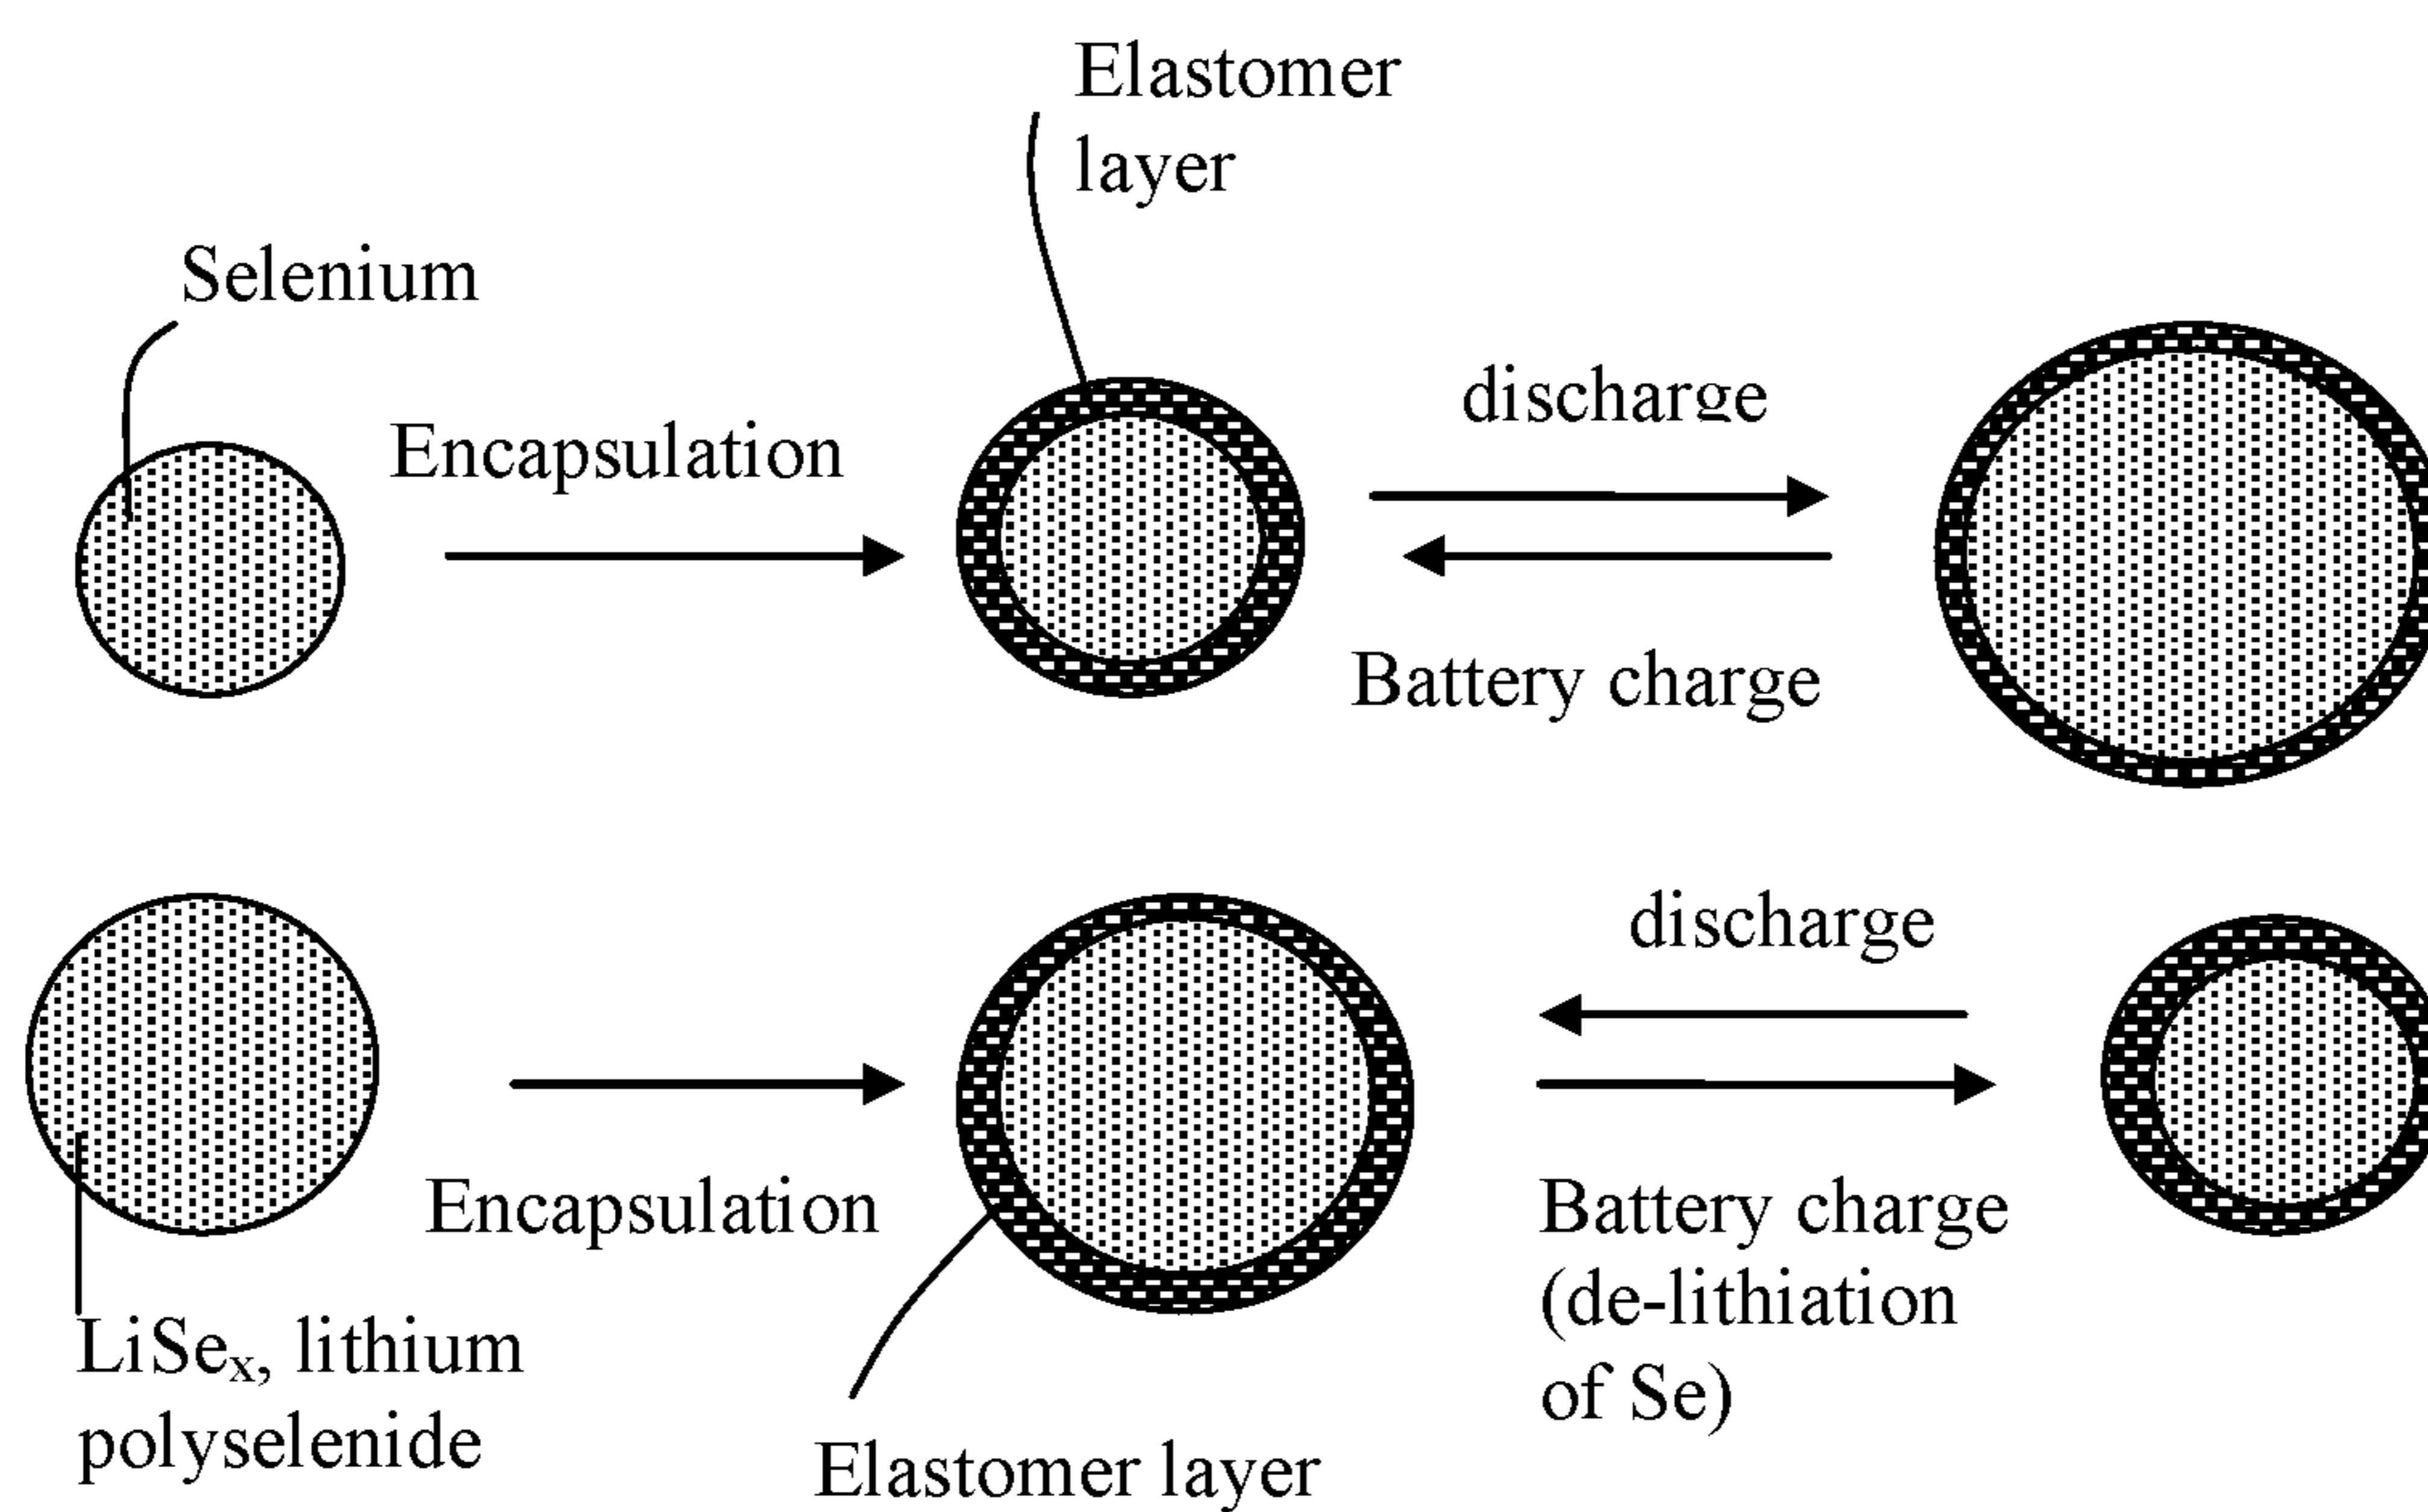 Elastomer
layer
Selenium
Encapsulation
discharge
Battery charge
discharge
Encapsulation
Battery charge
(de-lithiation
of Se)
LiSeₓ, lithium
polyselenide
Elastomer layer